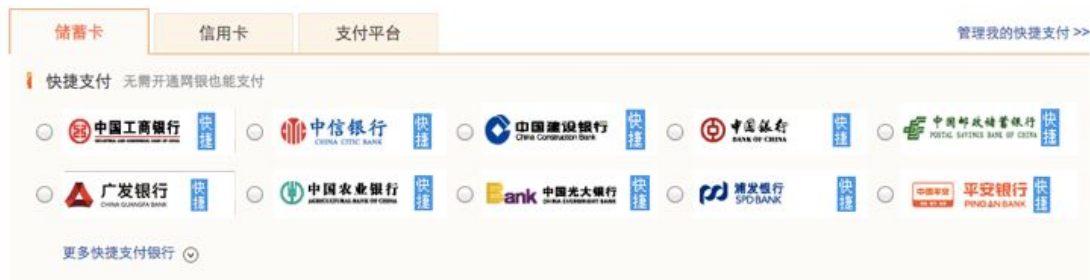 储蓄卡 信用卡 支付平台 管理我的快捷支付 >>
快捷支付 无需开通网银也能支付
中国工商银行 快捷 中信银行 CHINA CITIC BANK 快捷 中国建设银行 China Construction Bank 快捷 中国银行 BANK OF CHINA 快捷 中国邮政储蓄银行 POSTAL SAVINGS BANK OF CHINA 快捷
广发银行 CHINA GUANGFA BANK 快捷 中国农业银行 AGRICULTURAL BANK OF CHINA 快捷 Bank 中国光大银行 CHINA EVERBRIGHT BANK 快捷 浦发银行 SPD BANK 快捷 中国平安 平安银行 PING AN BANK 快捷
更多快捷支付银行